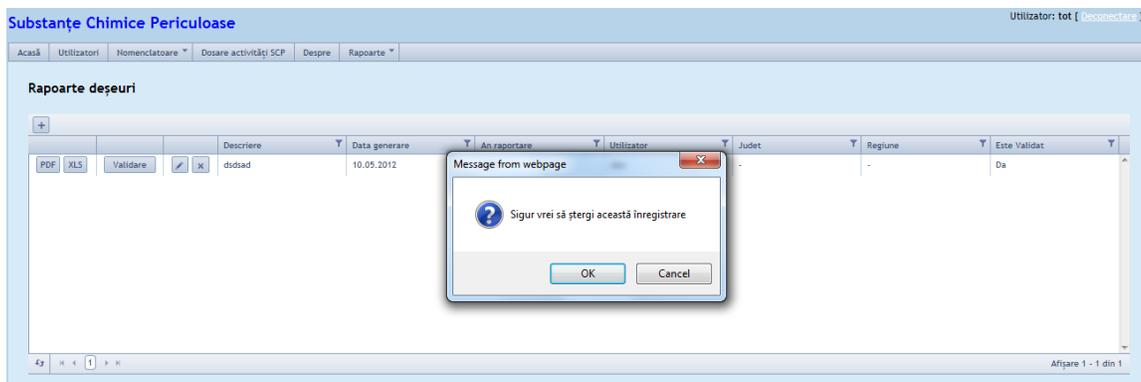 Utilizator: tot [ Deconectare ]
Substanțe Chimice Periculoase
Acasă Utilizatori Nomenclatoare Dosare activități SCP Despre Rapoarte
Rapoarte deșeuri
+
Descriere Data generare An raportare Utilizator Judet Regiune Este Validat
PDF XLS Validare x dsdsad 10.05.2012 - - Da
Message from webpage
Sigur vrei să ștergi această înregistrare
OK Cancel
1 Afișare 1 - 1 din 1